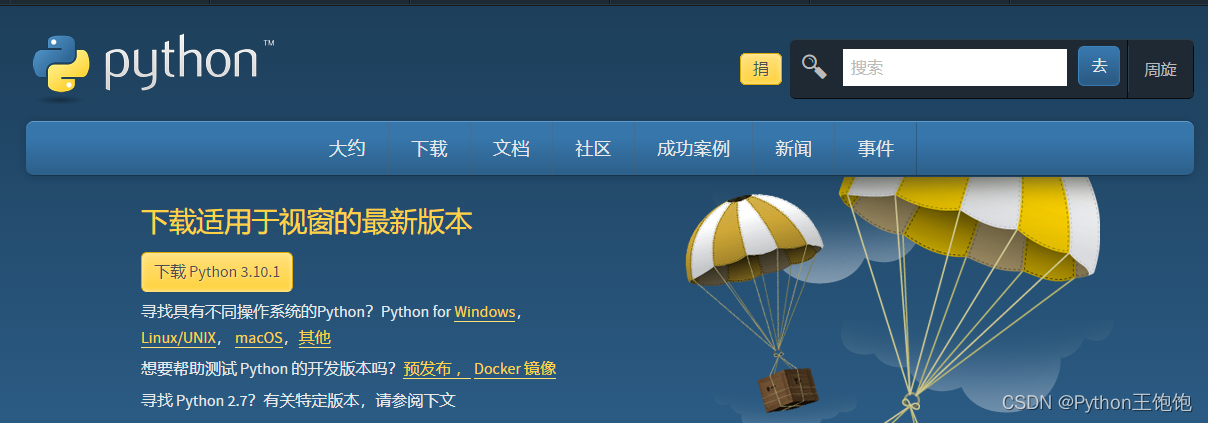 python™
捐
搜索
去
周旋
大约 下载 文档 社区 成功案例 新闻 事件
下载适用于视窗的最新版本
下载 Python 3.10.1
寻找具有不同操作系统的Python？Python for Windows，
Linux/UNIX， macOS，其他
想要帮助测试 Python 的开发版本吗？预发布， Docker 镜像
寻找 Python 2.7？有关特定版本，请参阅下文
CSDN @Python王饱饱